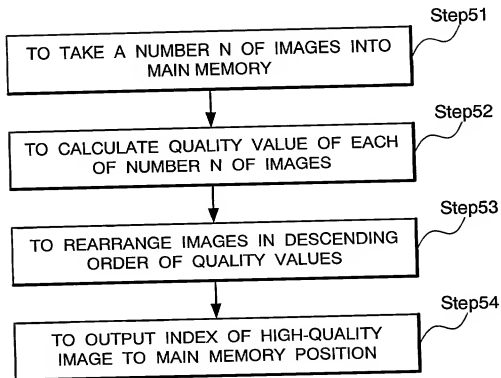 Step51
TO TAKE A NUMBER N OF IMAGES INTO
MAIN MEMORY
Step52
TO CALCULATE QUALITY VALUE OF EACH
OF NUMBER N OF IMAGES
Step53
TO REARRANGE IMAGES IN DESCENDING
ORDER OF QUALITY VALUES
Step54
TO OUTPUT INDEX OF HIGH-QUALITY
IMAGE TO MAIN MEMORY POSITION